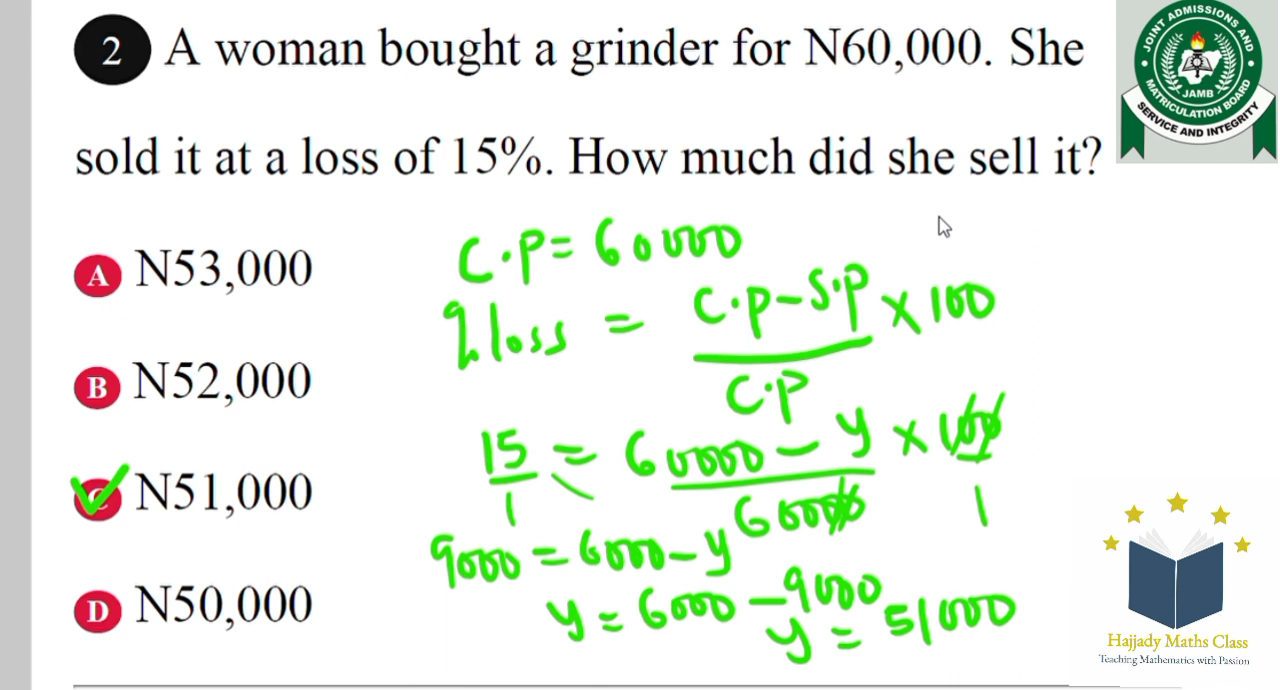 2 A woman bought a grinder for N60,000. She
sold it at a loss of 15%. How much did she sell it?
JOINT ADMISSIONS AND
MATRICULATION BOARD
JAMB
SERVICE AND INTEGRITY
A N53,000
B N52,000
C N51,000
D N50,000
C.P = 60000
% loss = C.P - S.P × 100
C.P
15 = 60000 - y × 100
1 60000 1
9000 = 6000 - y
y = 6000 - 9000
y = 51000
Hajjady Maths Class
Teaching Mathematics with Passion